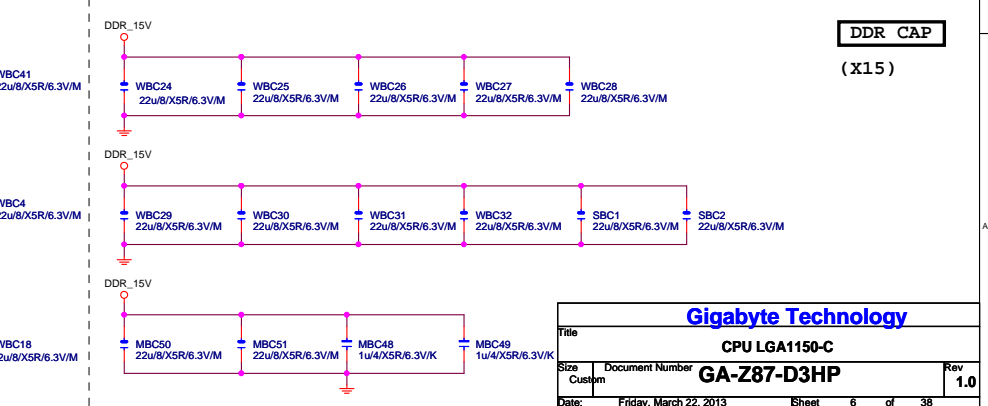 DDR_15V
DDR CAP
(X15)
WBC41
22u/8/X5R/6.3V/M
WBC24
22u/8/X5R/6.3V/M
WBC25
22u/8/X5R/6.3V/M
WBC26
22u/8/X5R/6.3V/M
WBC27
22u/8/X5R/6.3V/M
WBC28
22u/8/X5R/6.3V/M
DDR_15V
WBC4
22u/8/X5R/6.3V/M
WBC29
22u/8/X5R/6.3V/M
WBC30
22u/8/X5R/6.3V/M
WBC31
22u/8/X5R/6.3V/M
WBC32
22u/8/X5R/6.3V/M
SBC1
22u/8/X5R/6.3V/M
SBC2
22u/8/X5R/6.3V/M
A
DDR_15V
WBC18
2u/8/X5R/6.3V/M
MBC50
22u/8/X5R/6.3V/M
MBC51
22u/8/X5R/6.3V/M
MBC48
1u/4/X5R/6.3V/K
MBC49
1u/4/X5R/6.3V/K
Gigabyte Technology
Title
CPU LGA1150-C
Size
Custom
Document Number
GA-Z87-D3HP
Rev
1.0
Date: Friday, March 22, 2013 Sheet 6 of 38